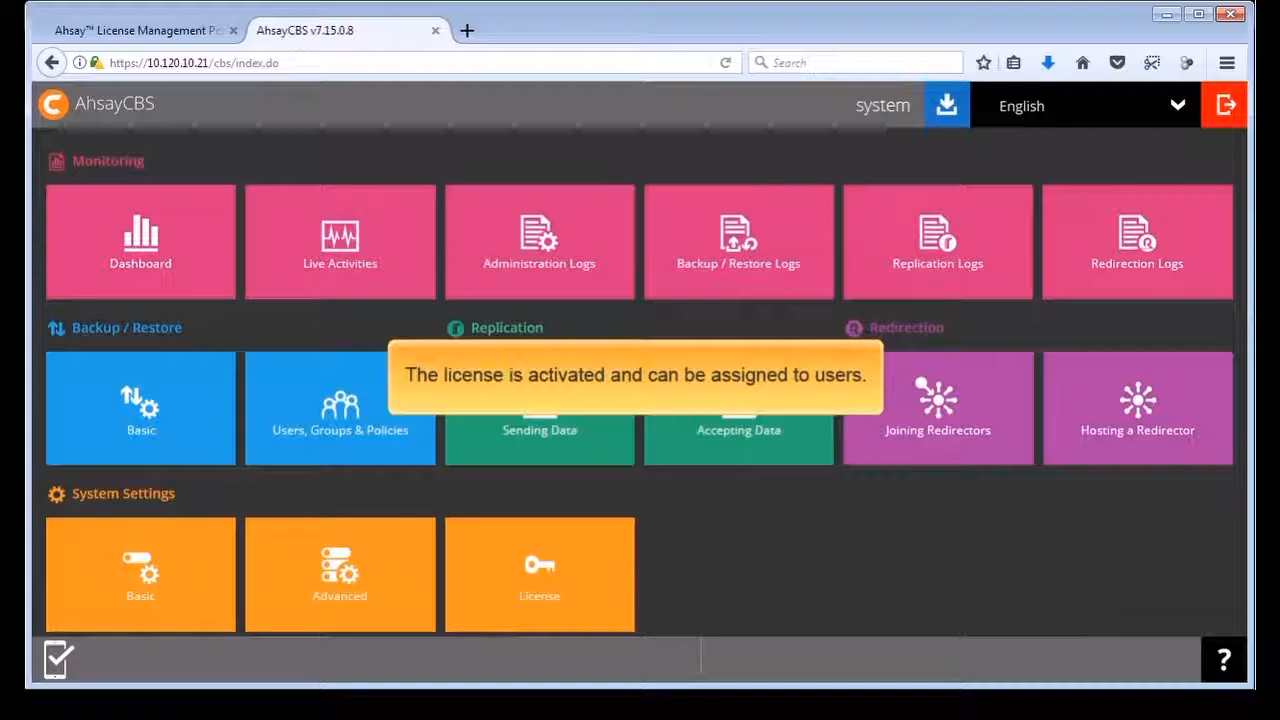 Ahsay™ License Management Po
AhsayCBS v7.15.0.8
https://10.120.10.21/cbs/index.do
Search
AhsayCBS
system
English
Monitoring
Dashboard
Live Activities
Administration Logs
Backup / Restore Logs
Replication Logs
Redirection Logs
Backup / Restore
Replication
Redirection
The license is activated and can be assigned to users.
Basic
Users, Groups & Policies
Sending Data
Accepting Data
Joining Redirectors
Hosting a Redirector
System Settings
Basic
Advanced
License
?